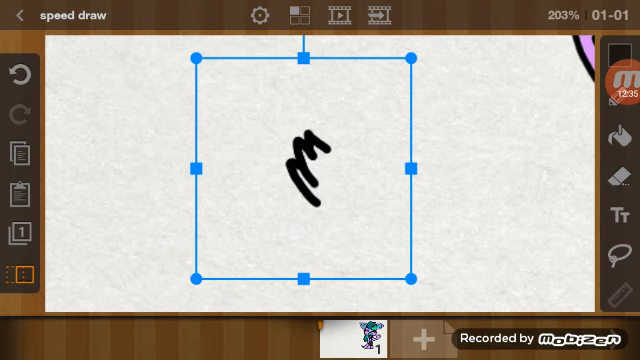 speed draw
203%
01-01
12:35
1
Tт
1
Recorded by mobizen